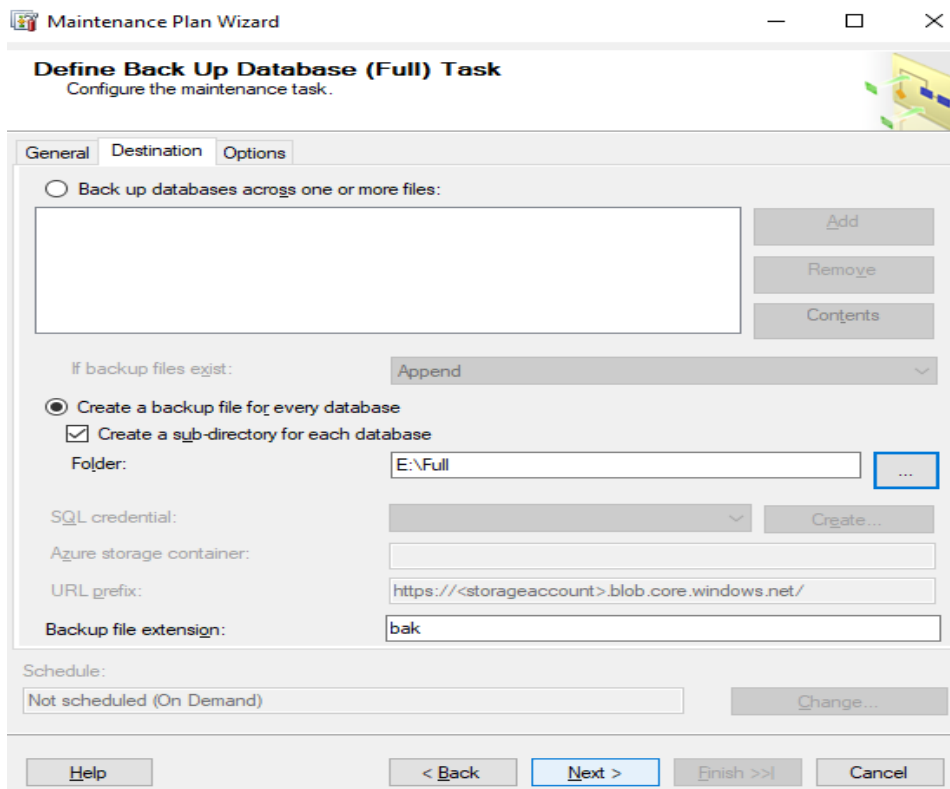 Maintenance Plan Wizard
Define Back Up Database (Full) Task
Configure the maintenance task.
General Destination Options
Back up databases across one or more files:
Add
Remove
Contents
If backup files exist: Append
Create a backup file for every database
Create a sub-directory for each database
Folder: E:\Full ...
SQL credential: Create...
Azure storage container:
URL prefix: https://<storageaccount>.blob.core.windows.net/
Backup file extension: bak
Schedule:
Not scheduled (On Demand) Change...
Help < Back Next > Finish >>| Cancel